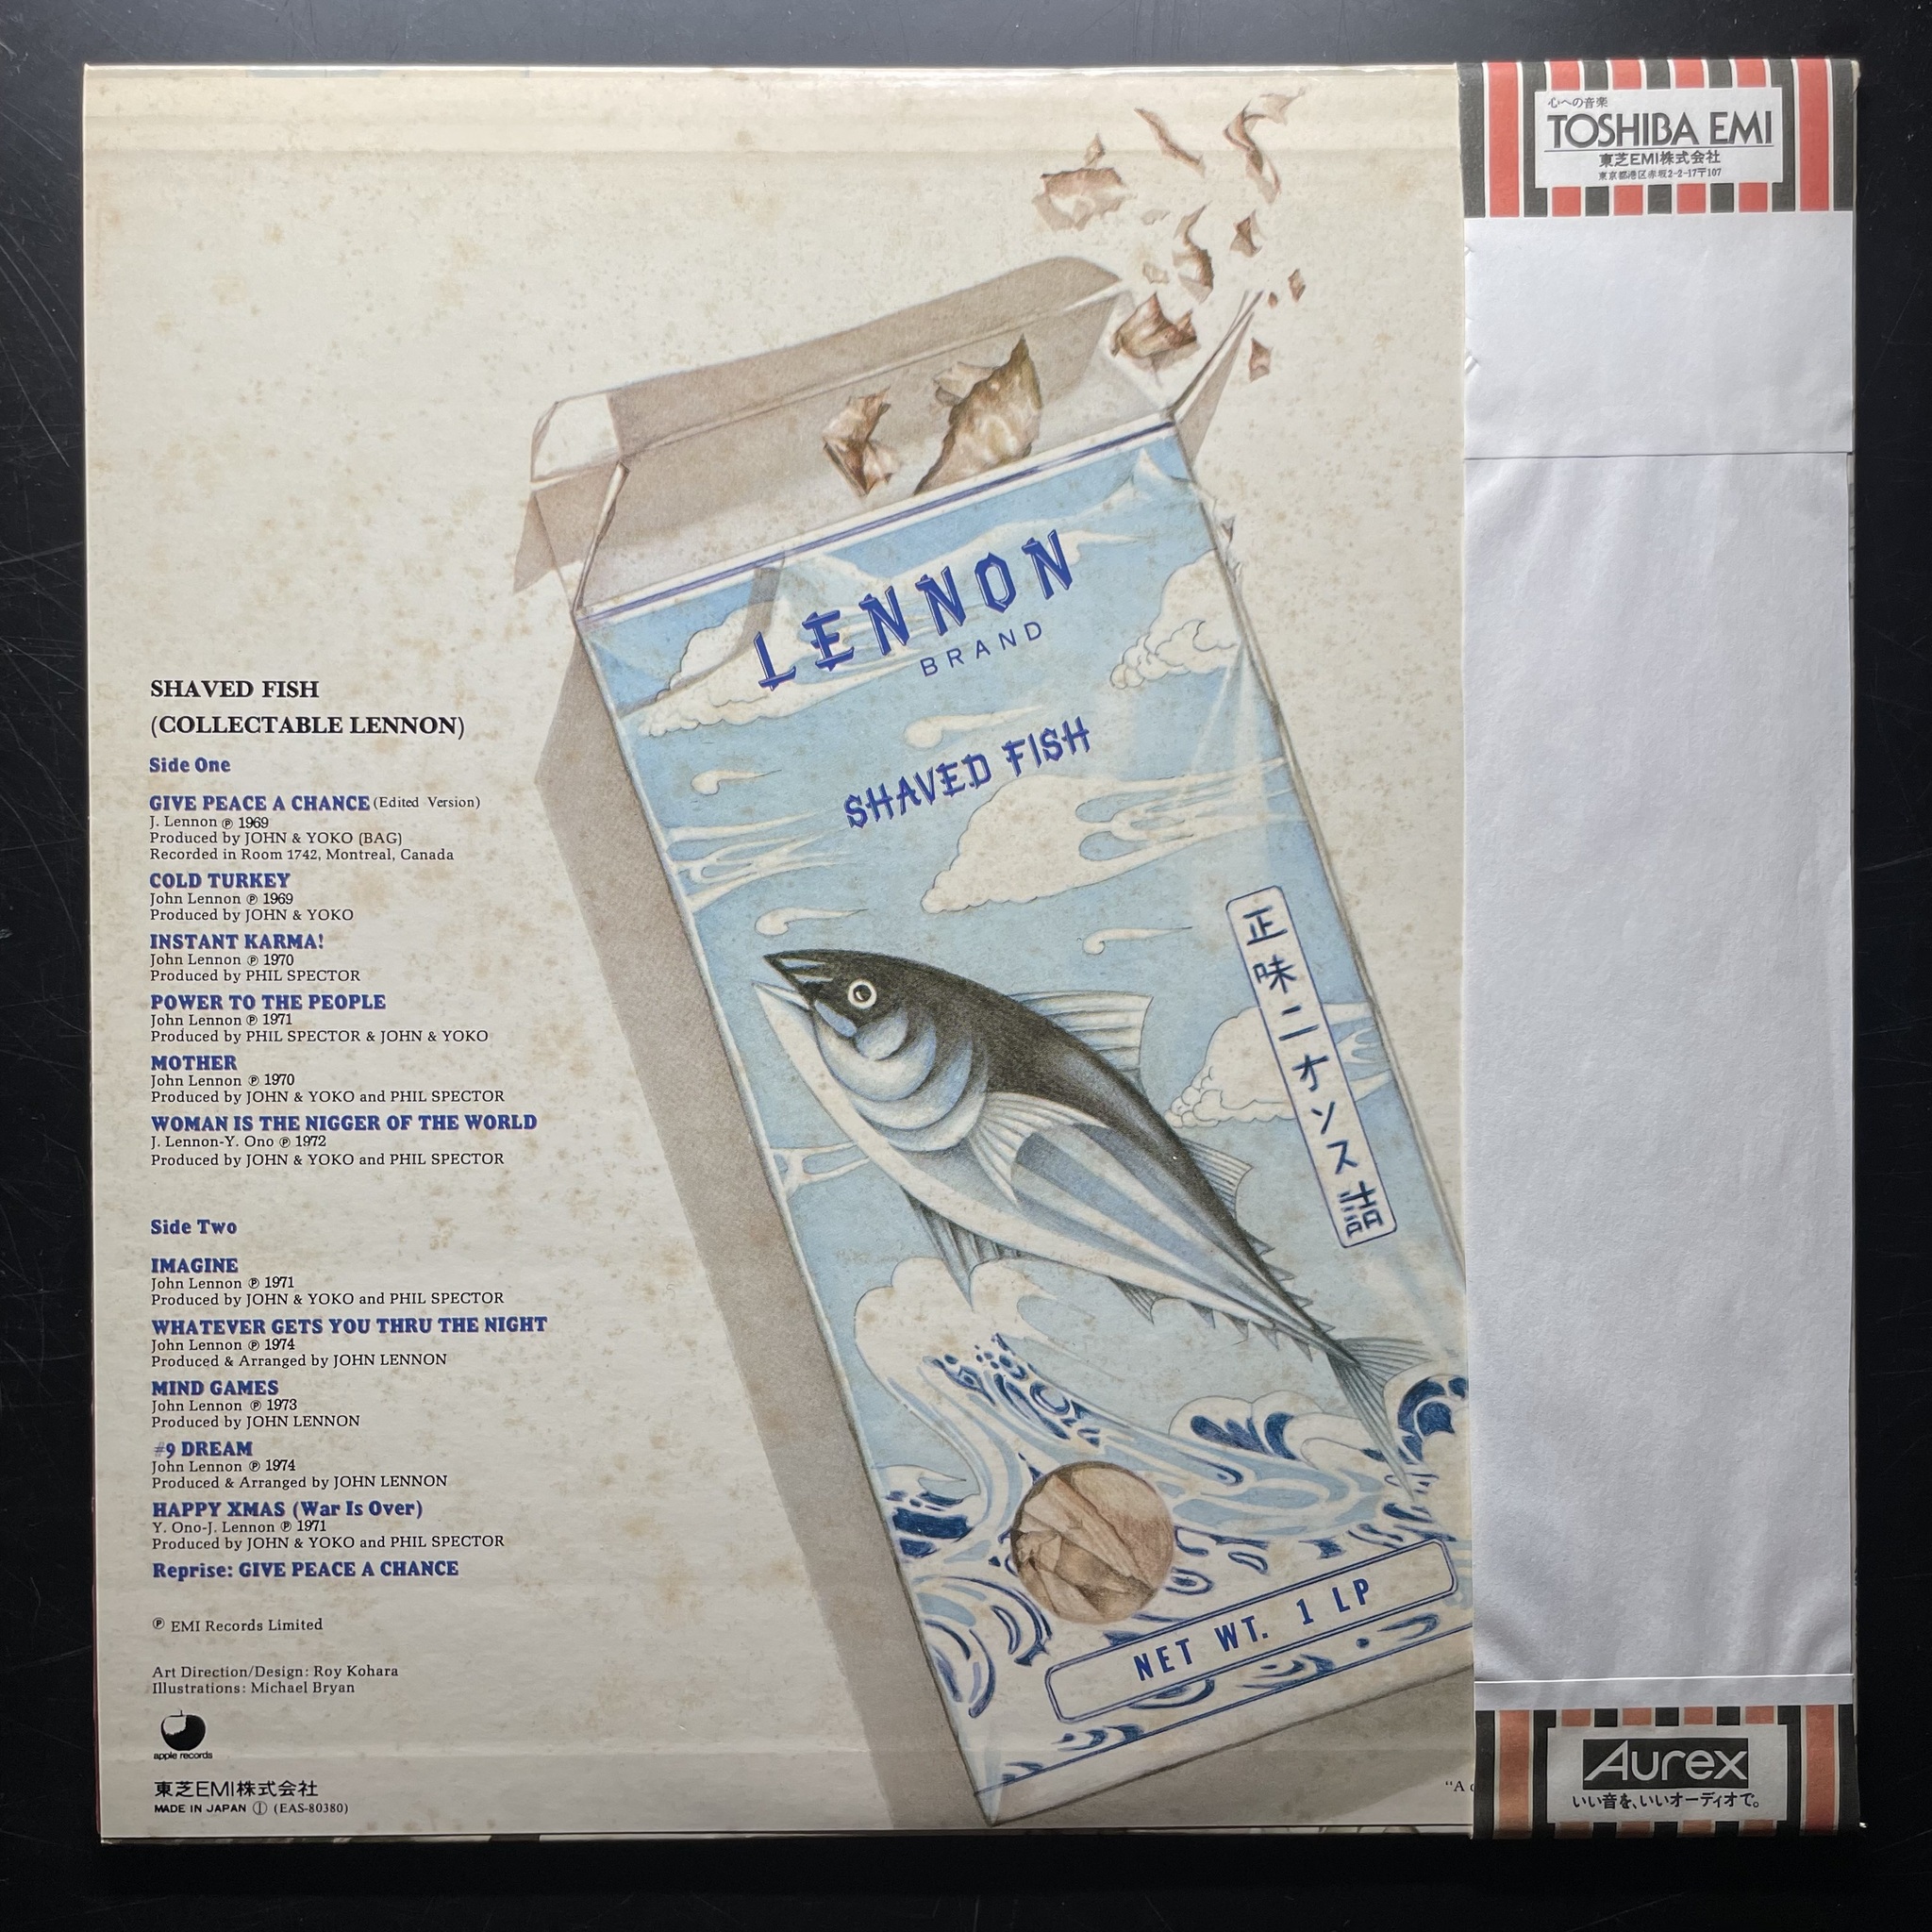 SHAVED FISH
(COLLECTABLE LENNON)
Side One
GIVE PEACE A CHANCE (Edited Version)
J. Lennon ℗ 1969
Produced by JOHN & YOKO (BAG)
Recorded in Room 1742, Montreal, Canada
COLD TURKEY
John Lennon ℗ 1969
Produced by JOHN & YOKO
INSTANT KARMA!
John Lennon ℗ 1970
Produced by PHIL SPECTOR
POWER TO THE PEOPLE
John Lennon ℗ 1971
Produced by PHIL SPECTOR & JOHN & YOKO
MOTHER
John Lennon ℗ 1970
Produced by JOHN & YOKO and PHIL SPECTOR
WOMAN IS THE NIGGER OF THE WORLD
J. Lennon-Y. Ono ℗ 1972
Produced by JOHN & YOKO and PHIL SPECTOR
Side Two
IMAGINE
John Lennon ℗ 1971
Produced by JOHN & YOKO and PHIL SPECTOR
WHATEVER GETS YOU THRU THE NIGHT
John Lennon ℗ 1974
Produced & Arranged by JOHN LENNON
MIND GAMES
John Lennon ℗ 1973
Produced by JOHN LENNON
#9 DREAM
John Lennon ℗ 1974
Produced & Arranged by JOHN LENNON
HAPPY XMAS (War Is Over)
Y. Ono-J. Lennon ℗ 1971
Produced by JOHN & YOKO and PHIL SPECTOR
Reprise: GIVE PEACE A CHANCE
℗ EMI Records Limited
Art Direction/Design: Roy Kohara
Illustrations: Michael Bryan
apple records
東芝EMI株式会社
MADE IN JAPAN Ⓘ (EAS-80380)
LENNON
BRAND
SHAVED FISH
正味二オンス詰
NET WT. 1 LP
“A
心への音楽
TOSHIBA EMI
東芝EMI株式会社
東京都港区赤坂2-2-17〒107
Aurex
いい音を、いいオーディオで。